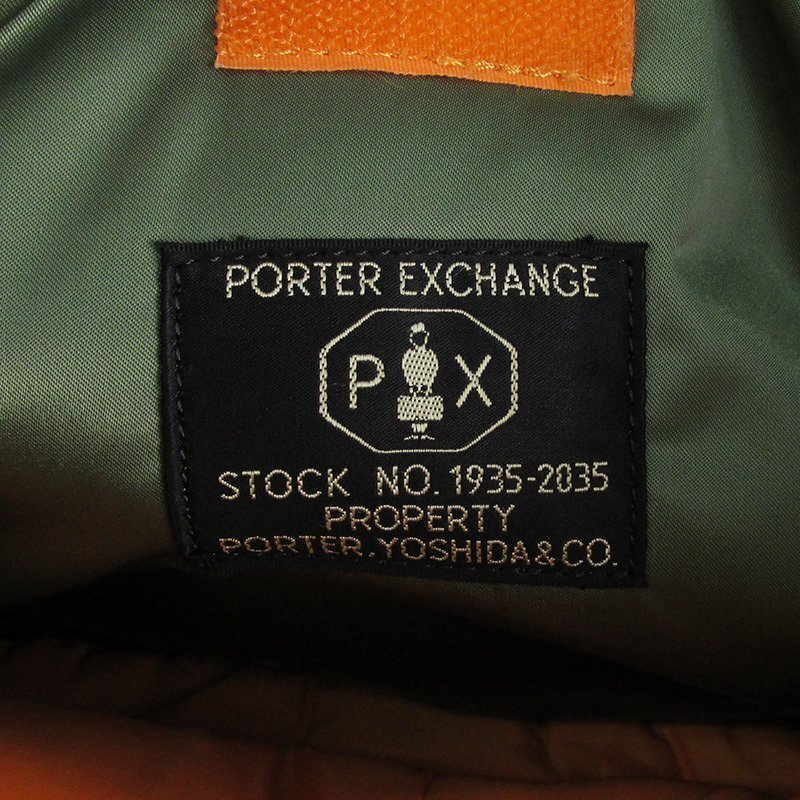 PORTER EXCHANGE
P X
STOCK NO. 1935-2035
PROPERTY
PORTER, YOSHIDA & CO.